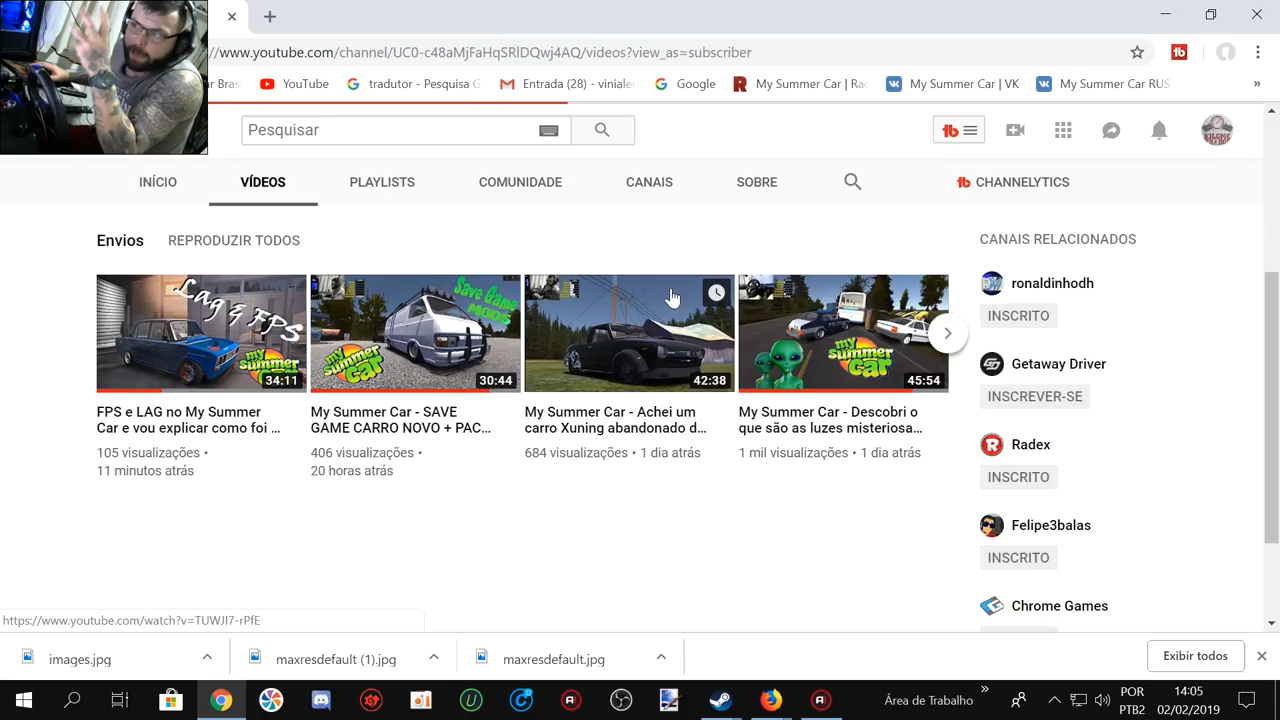 //www.youtube.com/channel/UC0-c48aMjFaHqSRlDQwj4AQ/videos?view_as=subscriber
YouTube
tradutor - Pesquisa G
Entrada (28) - vinialer
Google
My Summer Car | Ra
My Summer Car | VK
My Summer Car RUS
»
Pesquisar
INÍCIO
VÍDEOS
PLAYLISTS
COMUNIDADE
CANAIS
SOBRE
CHANNELYTICS
Envios
REPRODUZIR TODOS
CANAIS RELACIONADOS
Lag q FPS
my summer car
34:11
Save Game
MODS
my summer car
30:44
42:38
my summer car
45:54
FPS e LAG no My Summer
Car e vou explicar como foi ...
105 visualizações •
11 minutos atrás
My Summer Car - SAVE
GAME CARRO NOVO + PAC...
406 visualizações •
20 horas atrás
My Summer Car - Achei um
carro Xuning abandonado d...
684 visualizações • 1 dia atrás
My Summer Car - Descobri o
que são as luzes misteriosa...
1 mil visualizações • 1 dia atrás
ronaldinhodh
INSCRITO
Getaway Driver
INSCREVER-SE
Radex
INSCRITO
Felipe3balas
INSCRITO
Chrome Games
https://www.youtube.com/watch?v=TUWJI7-rPfE
images.jpg
maxresdefault (1).jpg
maxresdefault.jpg
Exibir todos
Área de Trabalho
»
POR
PTB2
14:05
02/02/2019